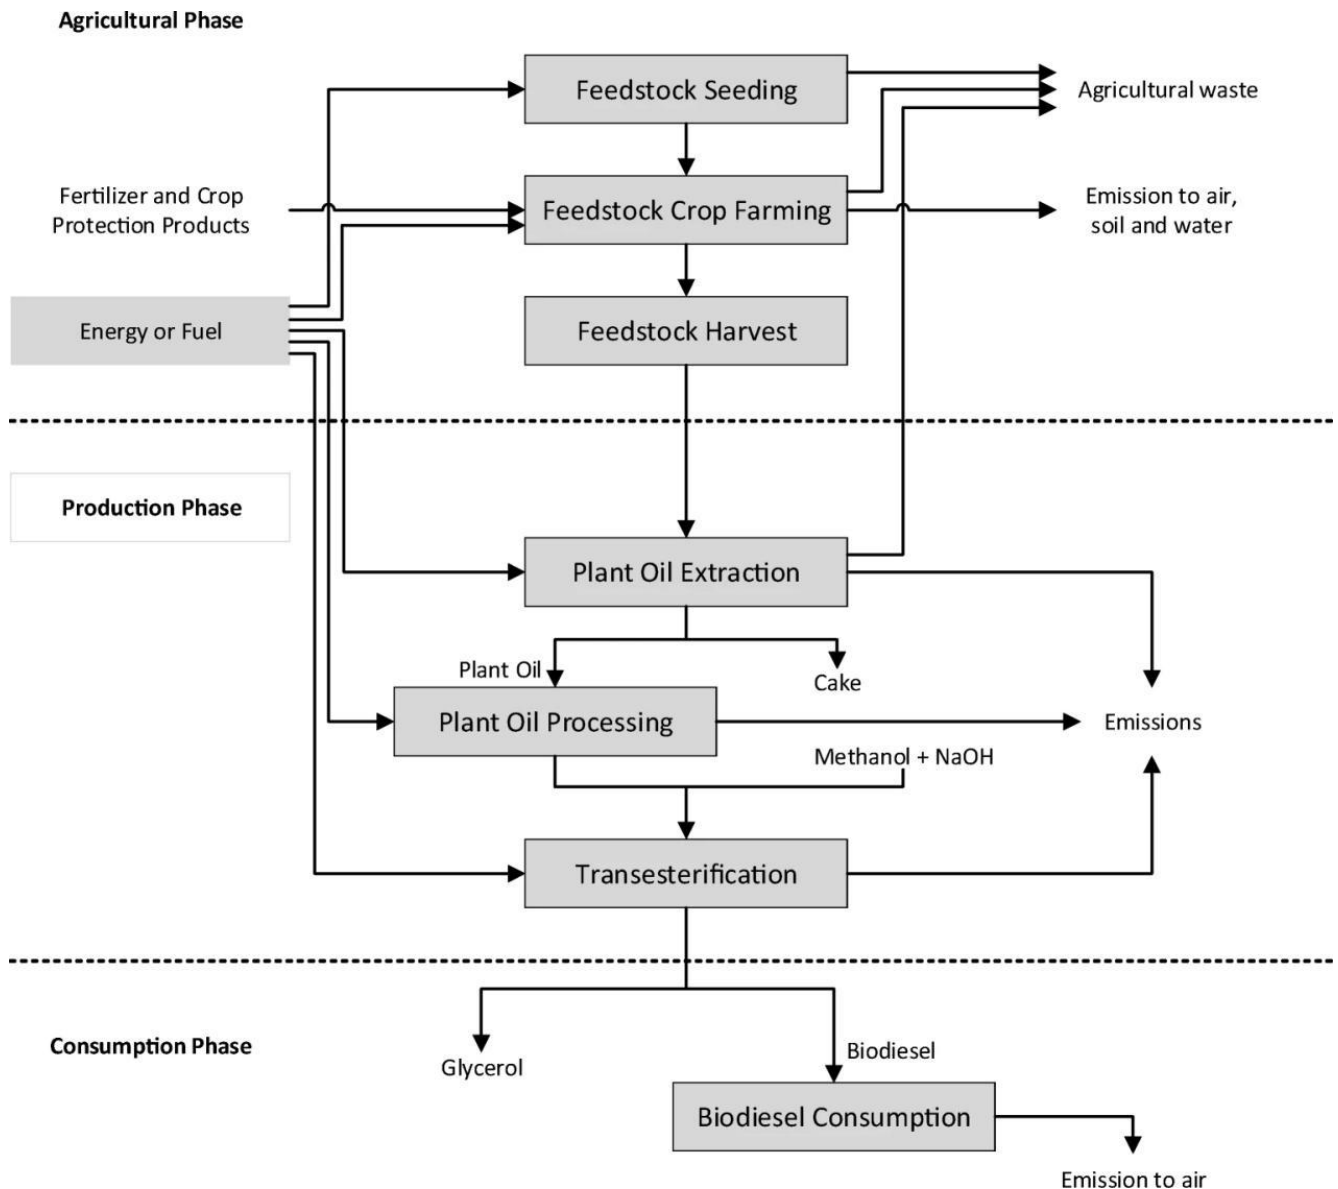 Agricultural Phase
Feedstock Seeding
Agricultural waste
Fertilizer and Crop
Protection Products
Feedstock Crop Farming
Emission to air,
soil and water
Energy or Fuel
Feedstock Harvest
Production Phase
Plant Oil Extraction
Plant Oil
Cake
Plant Oil Processing
Emissions
Methanol + NaOH
Transesterification
Consumption Phase
Glycerol
Biodiesel
Biodiesel Consumption
Emission to air